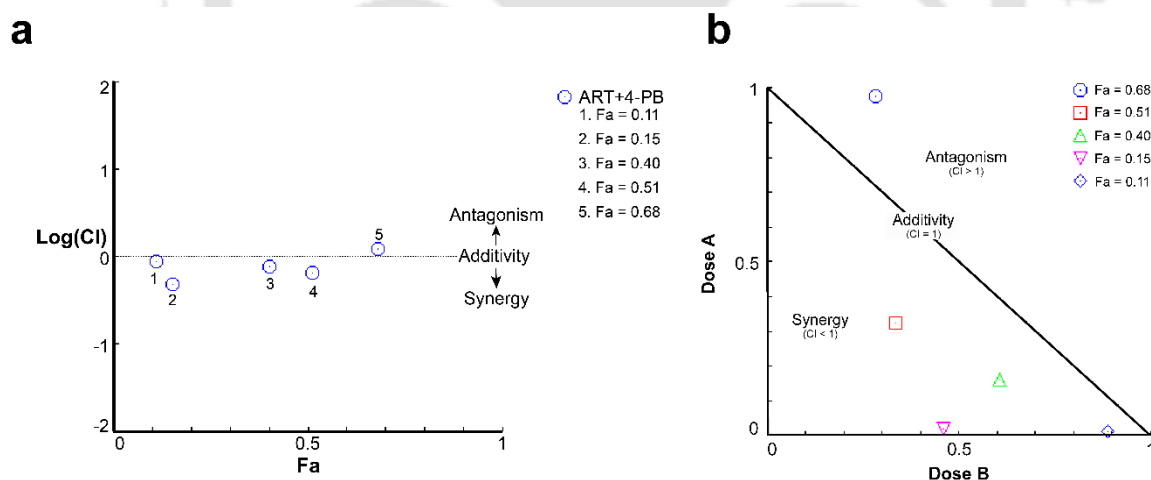 a
2
1
Log(CI)
0
-1
-2
0
0.5
1
Fa
1
2
3
4
5
ART+4-PB
1. Fa = 0.11
2. Fa = 0.15
3. Fa = 0.40
4. Fa = 0.51
5. Fa = 0.68
Antagonism
Additivity
Synergy
b
1
0.5
0
Dose A
0
0.5
1
Dose B
Antagonism
(CI > 1)
Additivity
(CI = 1)
Synergy
(CI < 1)
Fa = 0.68
Fa = 0.51
Fa = 0.40
Fa = 0.15
Fa = 0.11